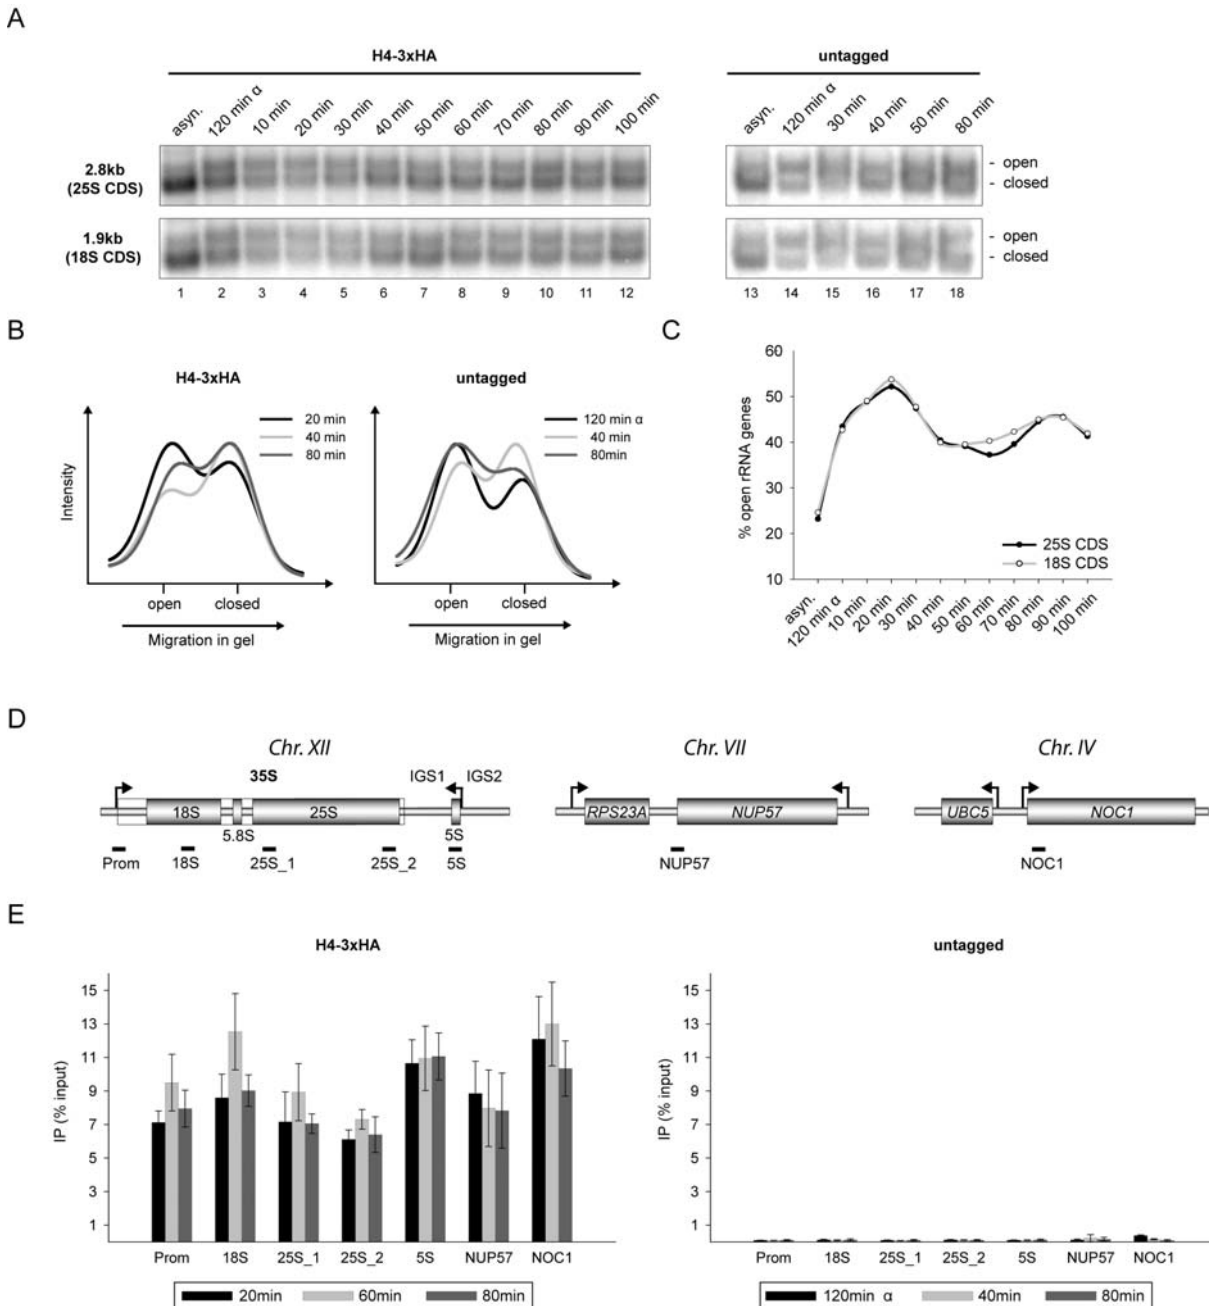 A
H4-3xHA
untagged
asyn. 120 min α 10 min 20 min 30 min 40 min 50 min 60 min 70 min 80 min 90 min 100 min
asyn. 120 min α 30 min 40 min 50 min 80 min
2.8kb
(25S CDS)
- open
- closed
1.9kb
(18S CDS)
- open
- closed
1 2 3 4 5 6 7 8 9 10 11 12
13 14 15 16 17 18
B
H4-3xHA
Intensity
20 min
40 min
80 min
open closed
Migration in gel
untagged
120 min α
40 min
80min
open closed
Migration in gel
C
% open rRNA genes
60
50
40
30
20
10
25S CDS
18S CDS
asyn. 120 min α 10 min 20 min 30 min 40 min 50 min 60 min 70 min 80 min 90 min 100 min
D
Chr. XII
35S
IGS1 IGS2
18S 25S
5.8S 5S
Prom 18S 25S_1 25S_2 5S
Chr. VII
RPS23A NUP57
NUP57
Chr. IV
UBC5 NOC1
NOC1
E
H4-3xHA
IP (% input)
15
13
11
9
7
5
3
1
Prom 18S 25S_1 25S_2 5S NUP57 NOC1
20min 60min 80min
untagged
IP (% input)
15
13
11
9
7
5
3
1
Prom 18S 25S_1 25S_2 5S NUP57 NOC1
120min α 40min 80min